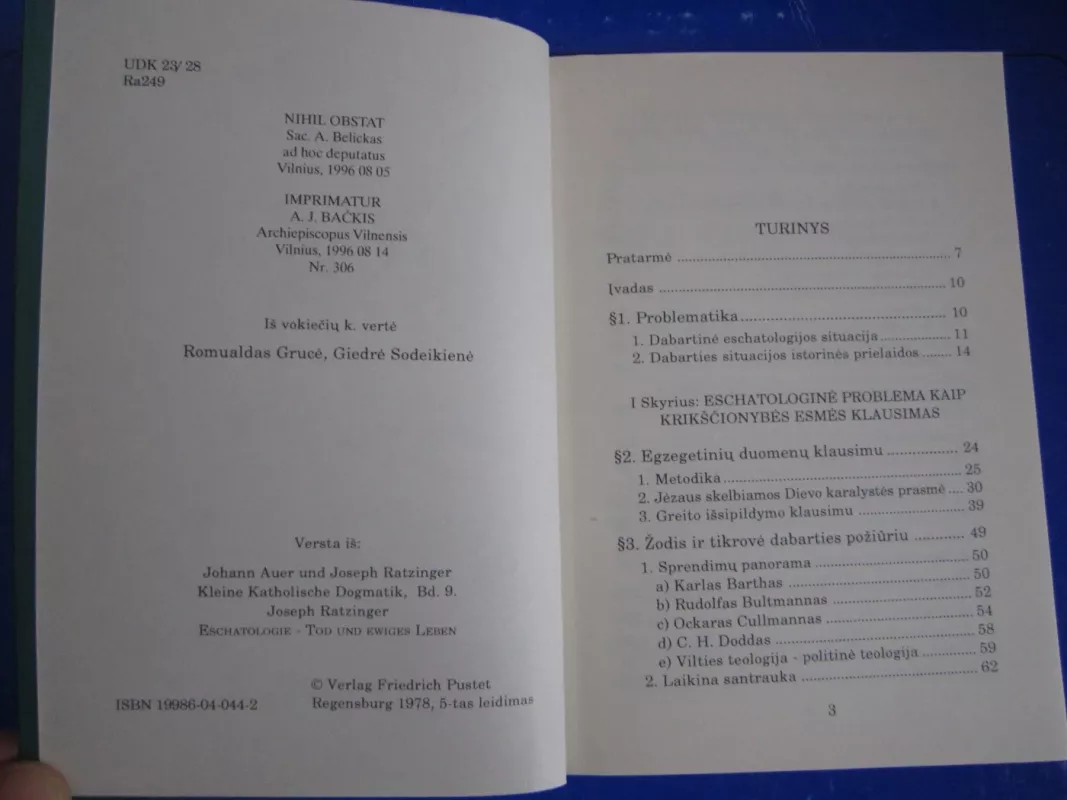 UDK 23/ 28
Ra249
NIHIL OBSTAT
Sac. A. Belickas
ad hoc deputatus
Vilnius, 1996 08 05
IMPRIMATUR
A. J. BAČKIS
Archiepiscopus Vilnensis
Vilnius, 1996 08 14
Nr. 306
Iš vokiečių k. vertė
Romualdas Grucė, Giedrė Sodeikienė
Versta iš:
Johann Auer und Joseph Ratzinger
Kleine Katholische Dogmatik, Bd. 9.
Joseph Ratzinger
ESCHATOLOGIE - TOD UND EWIGES LEBEN
© Verlag Friedrich Pustet
ISBN 19986-04-044-2 Regensburg 1978, 5-tas leidimas
TURINYS
Pratarmė ........ 7
Įvadas ........ 10
§1. Problematika ........ 10
1. Dabartinė eschatologijos situacija ........ 11
2. Dabarties situacijos istorinės prielaidos ........ 14
I Skyrius: ESCHATOLOGINĖ PROBLEMA KAIP
KRIKŠČIONYBĖS ESMĖS KLAUSIMAS
§2. Egzegetinių duomenų klausimu ........ 24
1. Metodika ........ 25
2. Jėzaus skelbiamos Dievo karalystės prasmė .... 30
3. Greito išsipildymo klausimu ........ 39
§3. Žodis ir tikrovė dabarties požiūriu ........ 49
1. Sprendimų panorama ........ 50
a) Karlas Barthas ........ 50
b) Rudolfas Bultmannas ........ 52
c) Ockaras Cullmannas ........ 54
d) C. H. Doddas ........ 58
e) Vilties teologija - politinė teologija ........ 59
2. Laikina santrauka ........ 62
3